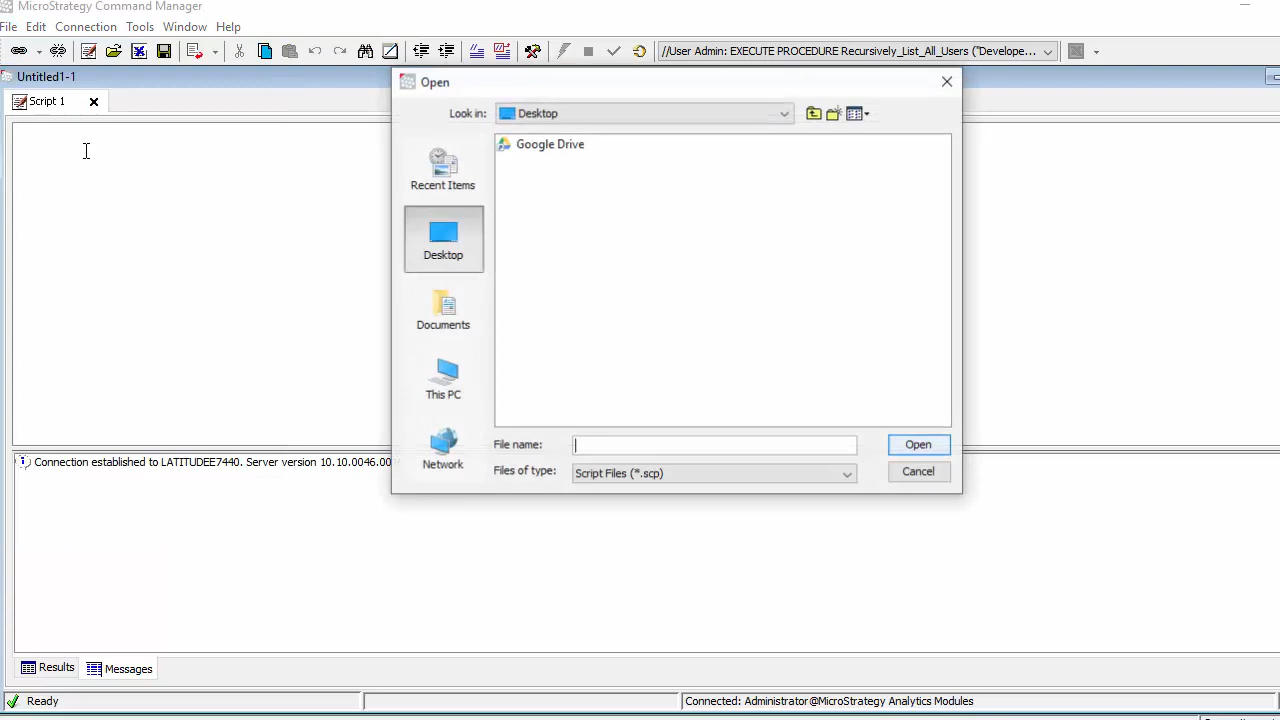 MicroStrategy Command Manager
File Edit Connection Tools Window Help
//User Admin: EXECUTE PROCEDURE Recursively_List_All_Users ("Develope...
Untitled1-1
Script 1
Open
Look in: Desktop
Google Drive
Recent Items
Desktop
Documents
This PC
Network
File name: Open
Files of type: Script Files (*.scp) Cancel
Connection established to LATITUDEE7440. Server version 10.10.0046.00
Results Messages
Ready Connected: Administrator@MicroStrategy Analytics Modules